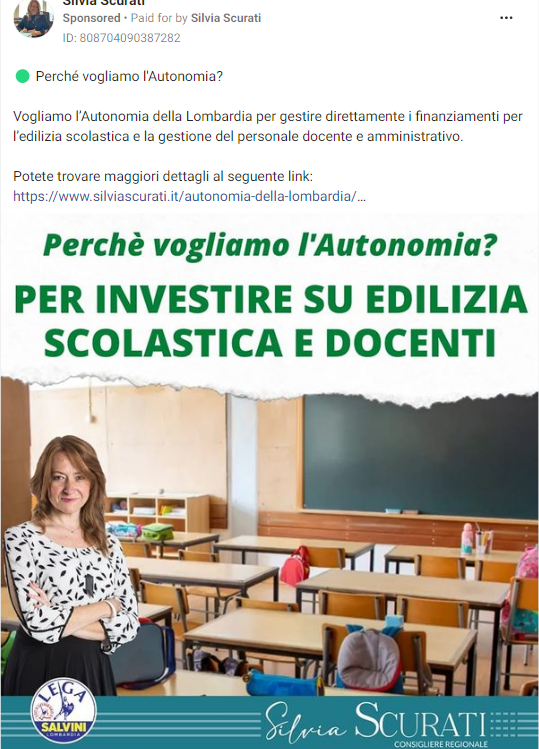 Silvia Scurati
Sponsored • Paid for by Silvia Scurati
ID: 808704090387282
Perché vogliamo l'Autonomia?
Vogliamo l'Autonomia della Lombardia per gestire direttamente i finanziamenti per
l'edilizia scolastica e la gestione del personale docente e amministrativo.
Potete trovare maggiori dettagli al seguente link:
https://www.silviascurati.it/autonomia-della-lombardia/...
Perchè vogliamo l'Autonomia?
PER INVESTIRE SU EDILIZIA
SCOLASTICA E DOCENTI
LEGA
SALVINI
LOMBARDIA
Silvia SCURATI
CONSIGLIERE REGIONALE